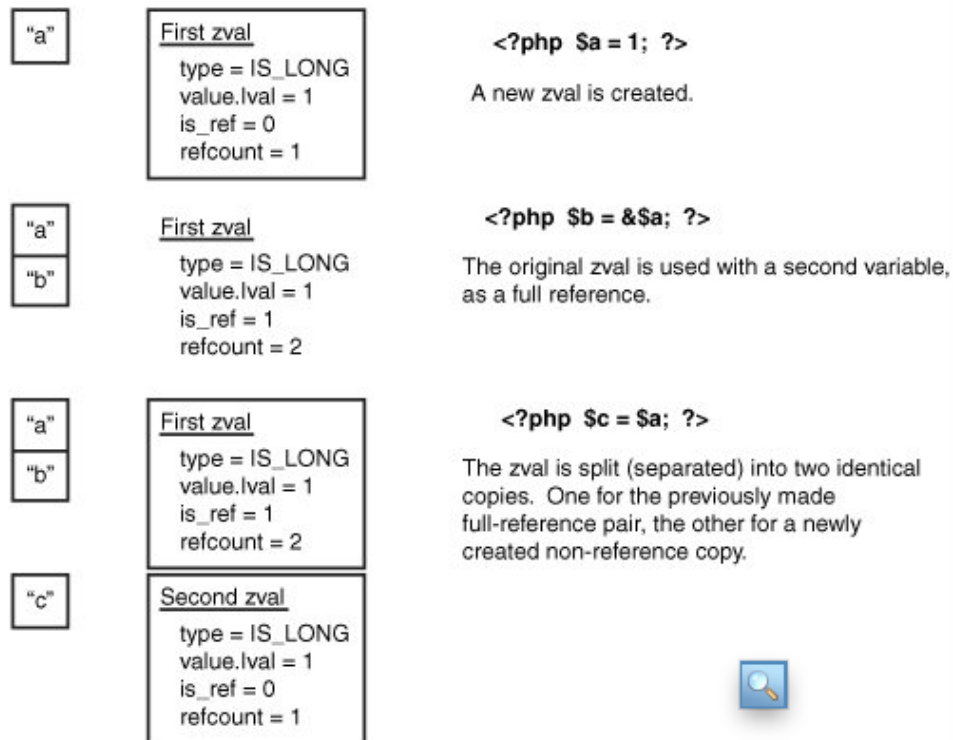 "a"
First zval
type = IS_LONG
value.lval = 1
is_ref = 0
refcount = 1
<?php $a = 1; ?>
A new zval is created.
"a"
"b"
First zval
type = IS_LONG
value.lval = 1
is_ref = 1
refcount = 2
<?php $b = &$a; ?>
The original zval is used with a second variable,
as a full reference.
"a"
"b"
First zval
type = IS_LONG
value.lval = 1
is_ref = 1
refcount = 2
<?php $c = $a; ?>
The zval is split (separated) into two identical
copies. One for the previously made
full-reference pair, the other for a newly
created non-reference copy.
"c"
Second zval
type = IS_LONG
value.lval = 1
is_ref = 0
refcount = 1